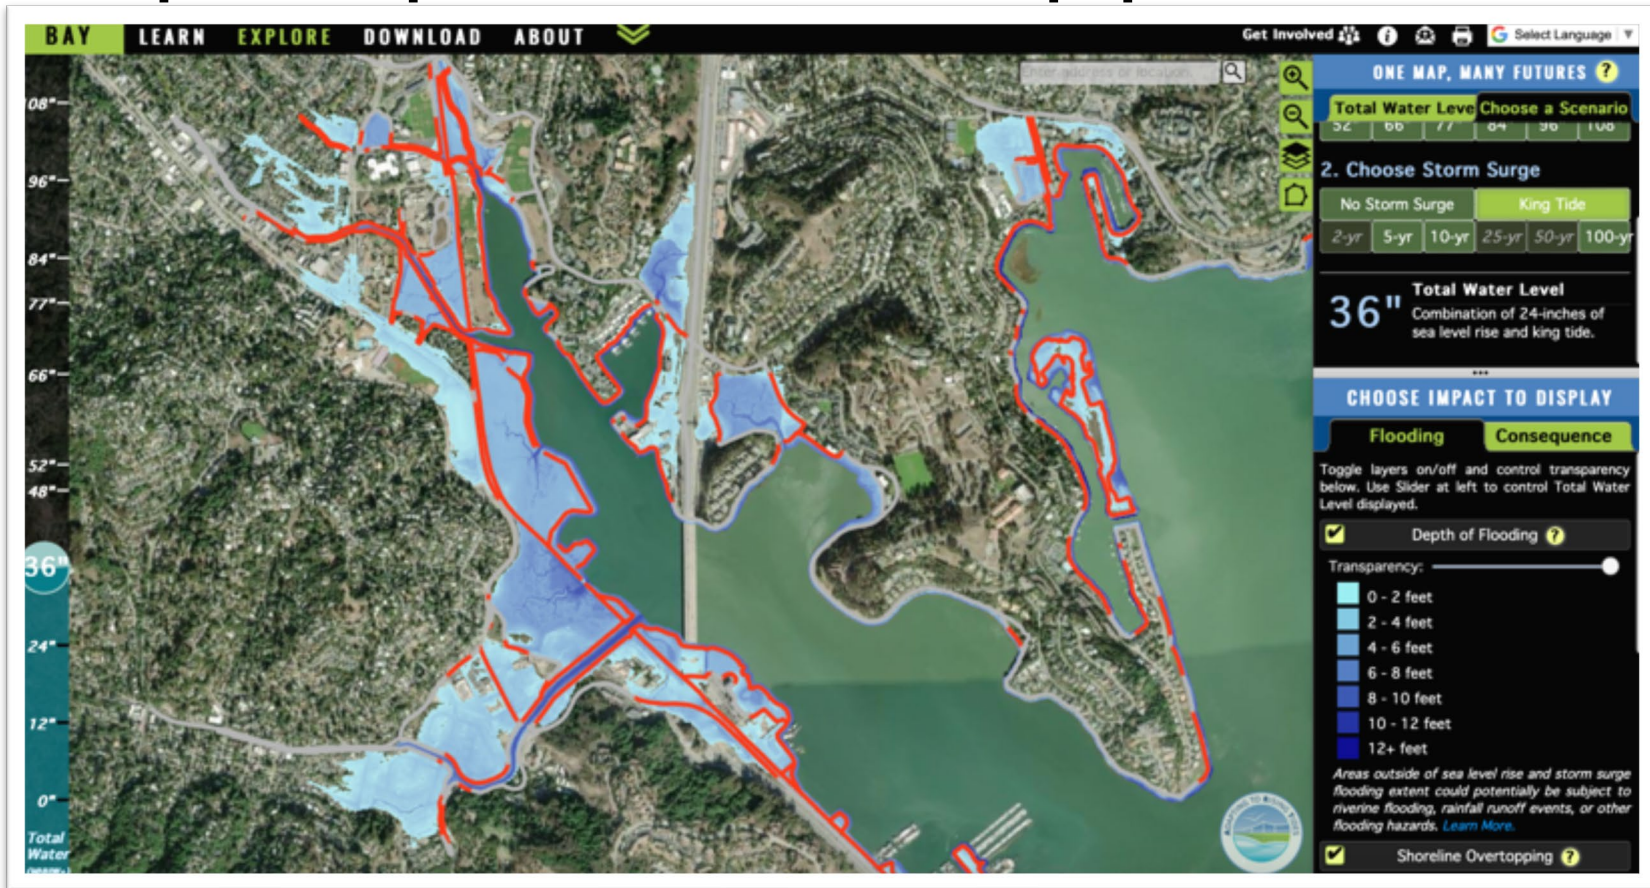 BAY LEARN EXPLORE DOWNLOAD ABOUT Get Involved Select Language
Enter address or location.
ONE MAP, MANY FUTURES ?
Total Water Leve Choose a Scenario
52 66 77 84 96 108
2. Choose Storm Surge
No Storm Surge King Tide
2-yr 5-yr 10-yr 25-yr 50-yr 100-yr
36" Total Water Level
Combination of 24-inches of
sea level rise and king tide.
CHOOSE IMPACT TO DISPLAY
Flooding Consequence
Toggle layers on/off and control transparency
below. Use Slider at left to control Total Water
Level displayed.
Depth of Flooding ?
Transparency:
0 - 2 feet
2 - 4 feet
4 - 6 feet
6 - 8 feet
8 - 10 feet
10 - 12 feet
12+ feet
Areas outside of sea level rise and storm surge
flooding extent could potentially be subject to
riverine flooding, rainfall runoff events, or other
flooding hazards. Learn More.
Shoreline Overtopping ?
08"
96"
84"
77"
66"
52"
48"
36"
24"
12"
0"
Total
Water